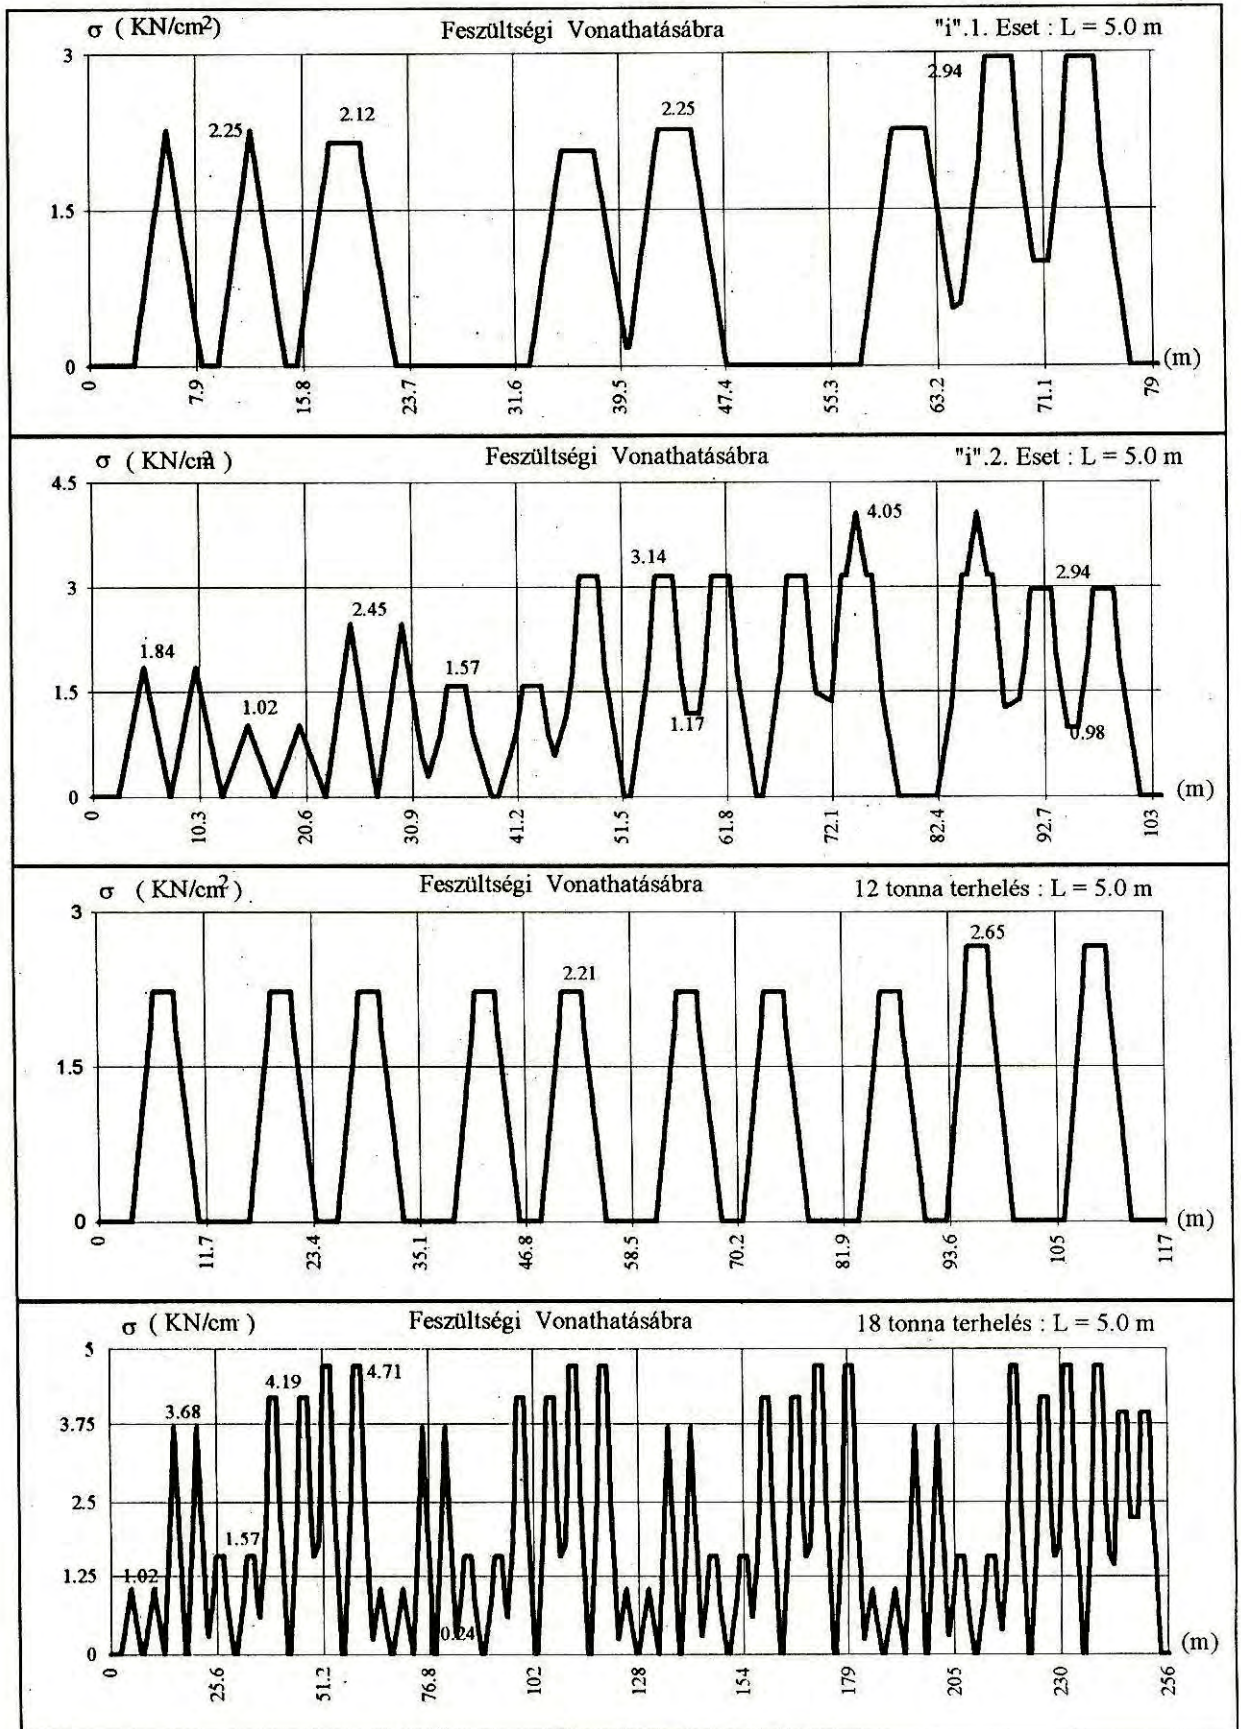 σ ( KN/cm²) Feszültségi Vonathatásábra "i".1. Eset : L = 5.0 m
3
2.94
2.12 2.25
2.25
1.5
0 (m)
0 7.9 15.8 23.7 31.6 39.5 47.4 55.3 63.2 71.1 79
σ ( KN/cm² ) Feszültségi Vonathatásábra "i".2. Eset : L = 5.0 m
4.5
4.05
3.14
3 2.94
2.45
1.84 1.57
1.02
1.5
1.17 0.98
0 (m)
0 10.3 20.6 30.9 41.2 51.5 61.8 72.1 82.4 92.7 103
σ ( KN/cm² ) Feszültségi Vonathatásábra 12 tonna terhelés : L = 5.0 m
3
2.65
2.21
1.5
0 (m)
0 11.7 23.4 35.1 46.8 58.5 70.2 81.9 93.6 105 117
σ ( KN/cm ) Feszültségi Vonathatásábra 18 tonna terhelés : L = 5.0 m
5
4.19 4.71
3.75 3.68
2.5
1.57
1.25 1.02
0.24
0 (m)
0 25.6 51.2 76.8 102 128 154 179 205 230 256